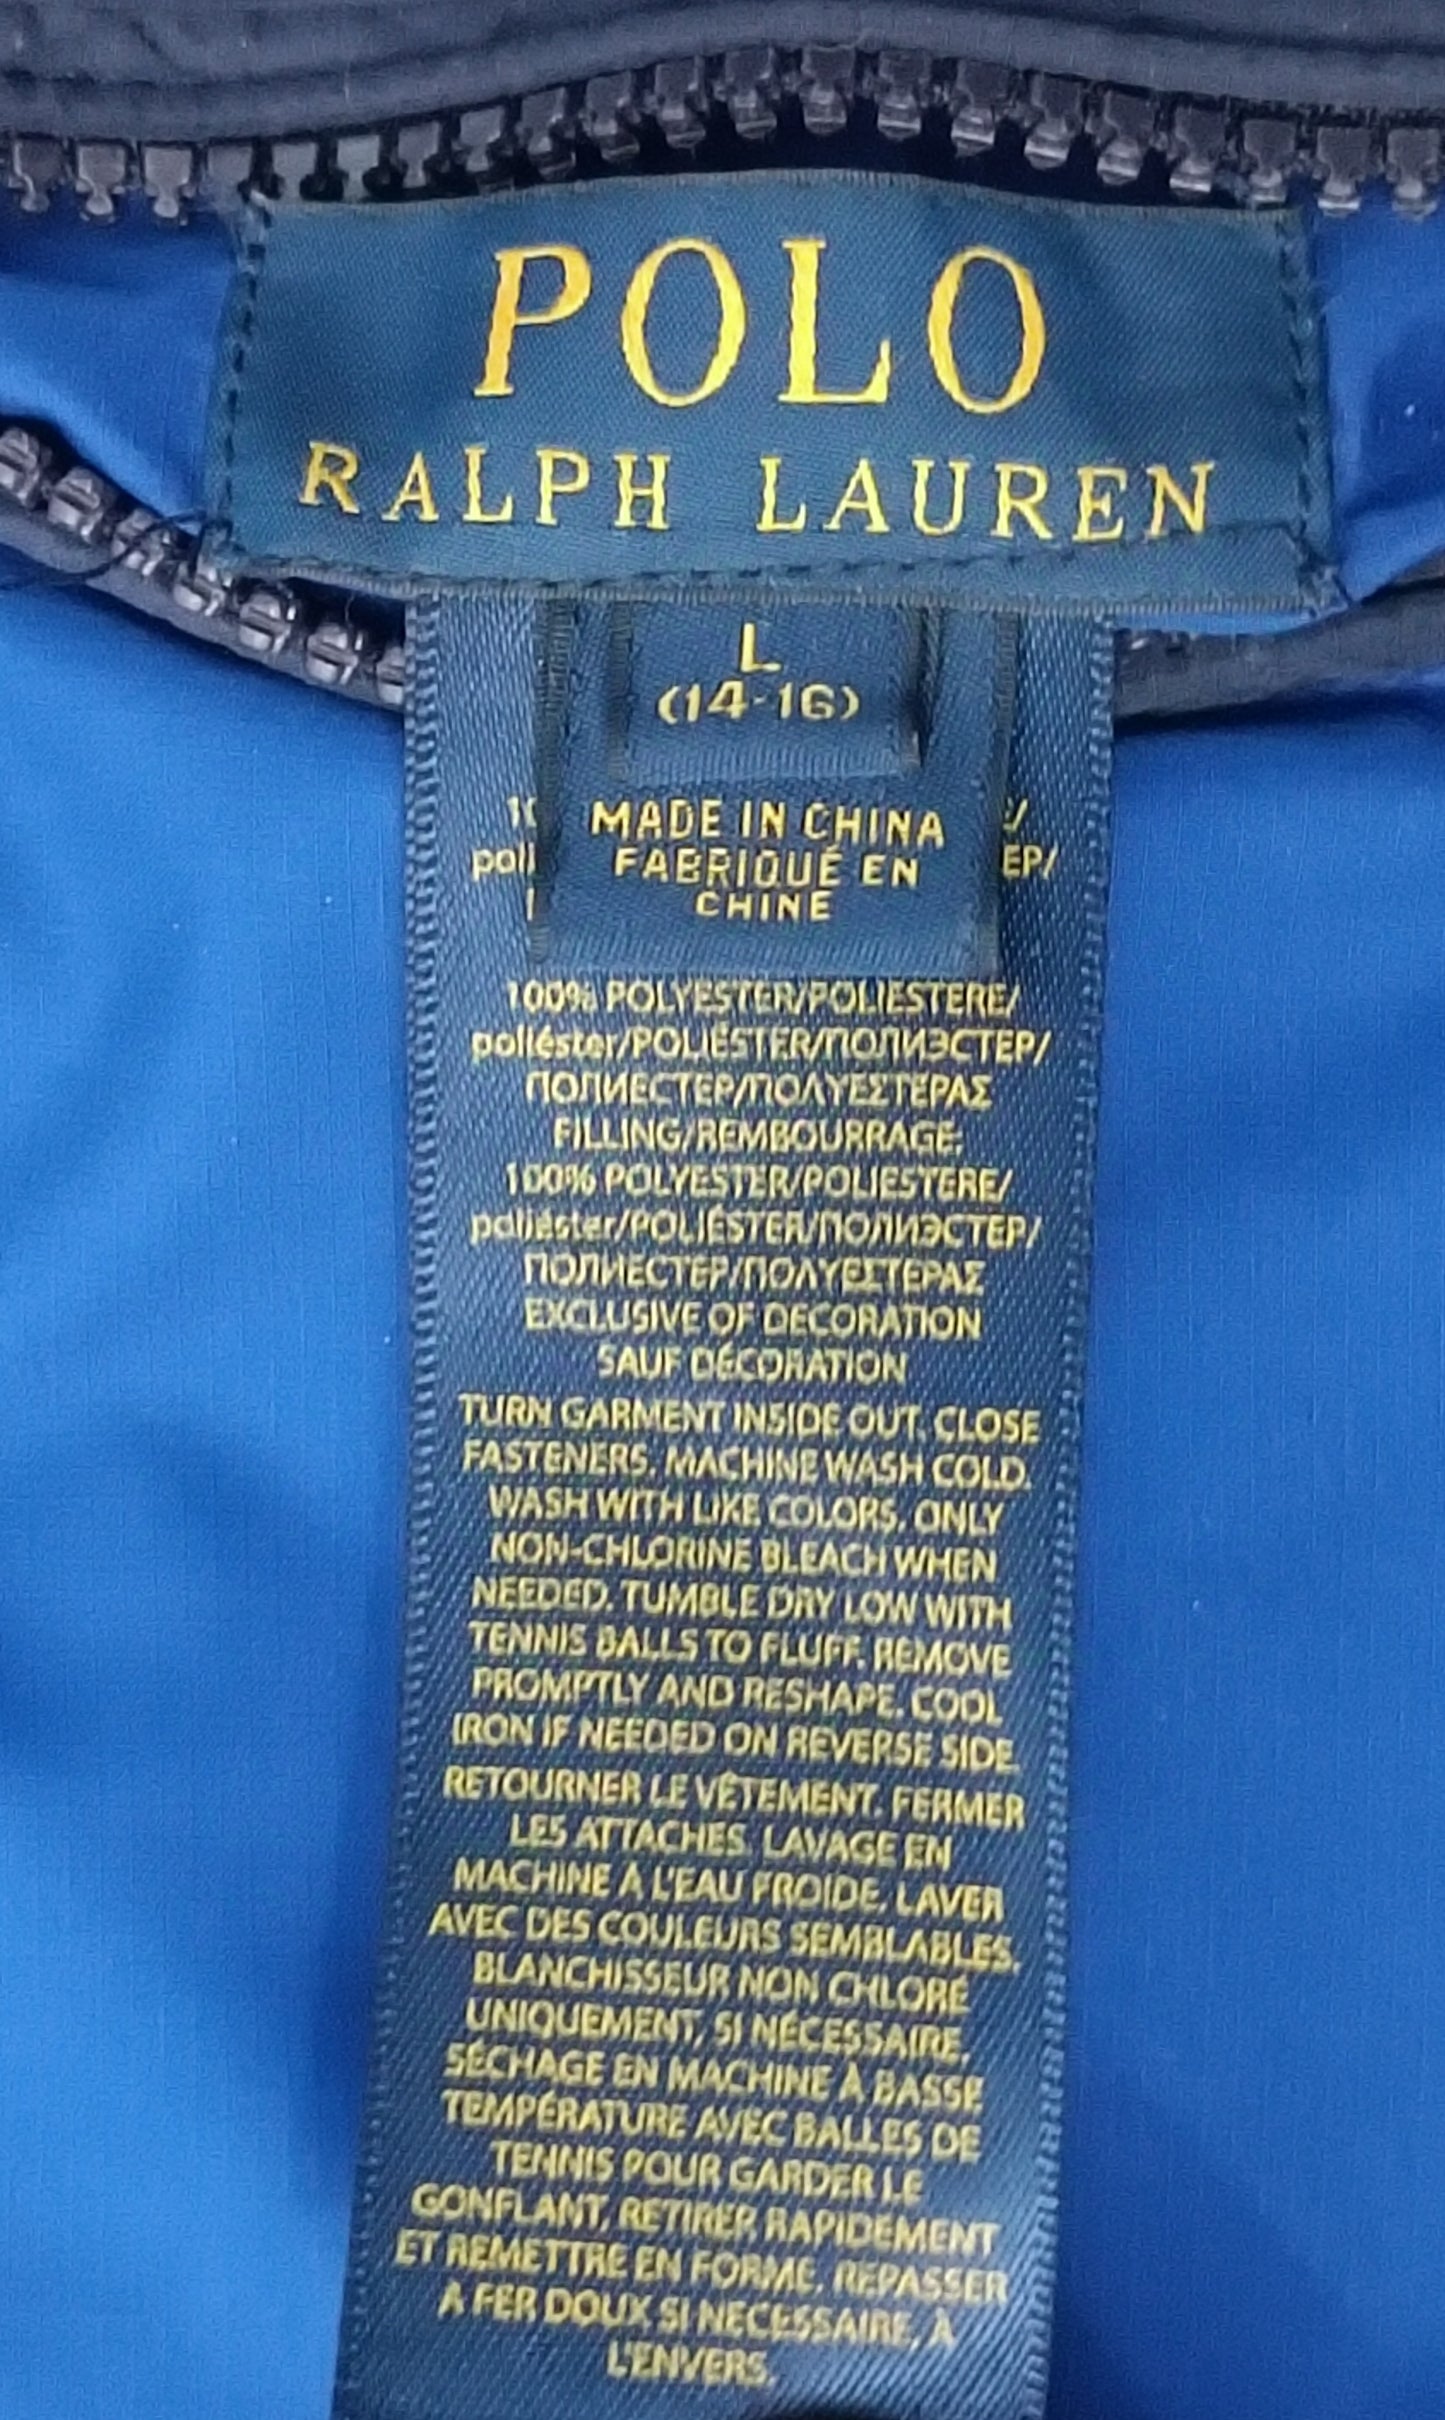 POLO
RALPH LAUREN
L
(14-16)
MADE IN CHINA
FABRIQUÉ EN
CHINE
EP/
100% POLYESTER/POLIESTERE/
poliéster/POLIÉSTER/ПОЛИЭСТЕР/
ПОЛИЕСТЕР/ΠΟΛΥΕΣΤΕΡΑΣ
FILLING/REMBOURRAGE:
100% POLYESTER/POLIESTERE/
poliéster/POLIÉSTER/ПОЛИЭСТЕР/
ПОЛИЕСТЕР/ΠΟΛΥΕΣΤΕΡΑΣ
EXCLUSIVE OF DECORATION
SAUF DÉCORATION
TURN GARMENT INSIDE OUT. CLOSE
FASTENERS. MACHINE WASH COLD.
WASH WITH LIKE COLORS. ONLY
NON-CHLORINE BLEACH WHEN
NEEDED. TUMBLE DRY LOW WITH
TENNIS BALLS TO FLUFF. REMOVE
PROMPTLY AND RESHAPE. COOL
IRON IF NEEDED ON REVERSE SIDE.
RETOURNER LE VÊTEMENT. FERMER
LES ATTACHES. LAVAGE EN
MACHINE À L'EAU FROIDE. LAVER
AVEC DES COULEURS SEMBLABLES.
BLANCHISSEUR NON CHLORÉ
UNIQUEMENT, SI NÉCESSAIRE.
SÉCHAGE EN MACHINE À BASSE
TEMPÉRATURE AVEC BALLES DE
TENNIS POUR GARDER LE
GONFLANT, RETIRER RAPIDEMENT
ET REMETTRE EN FORME. REPASSER
A FER DOUX SI NECESSAIRE, À
L'ENVERS.